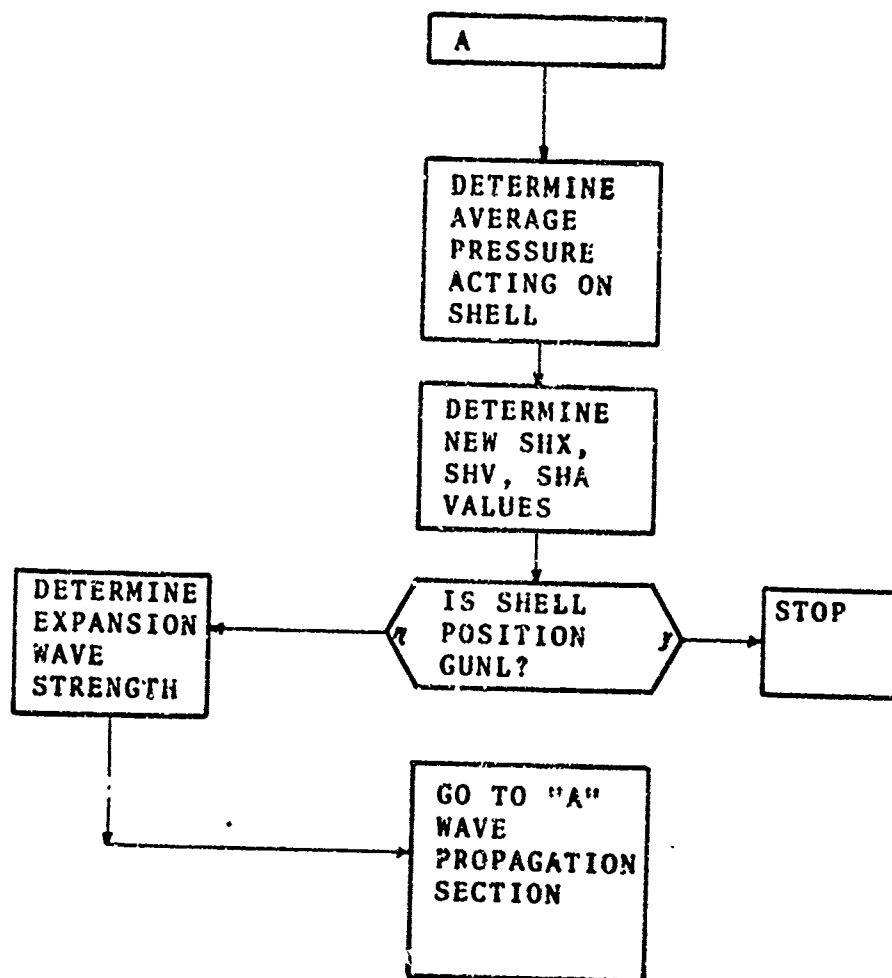 A
DETERMINE
AVERAGE
PRESSURE
ACTING ON
SHELL
DETERMINE
NEW SHX,
SHV, SHA
VALUES
IS SHELL
POSITION
GUNL?
n
y
STOP
DETERMINE
EXPANSION
WAVE
STRENGTH
GO TO "A"
WAVE
PROPAGATION
SECTION